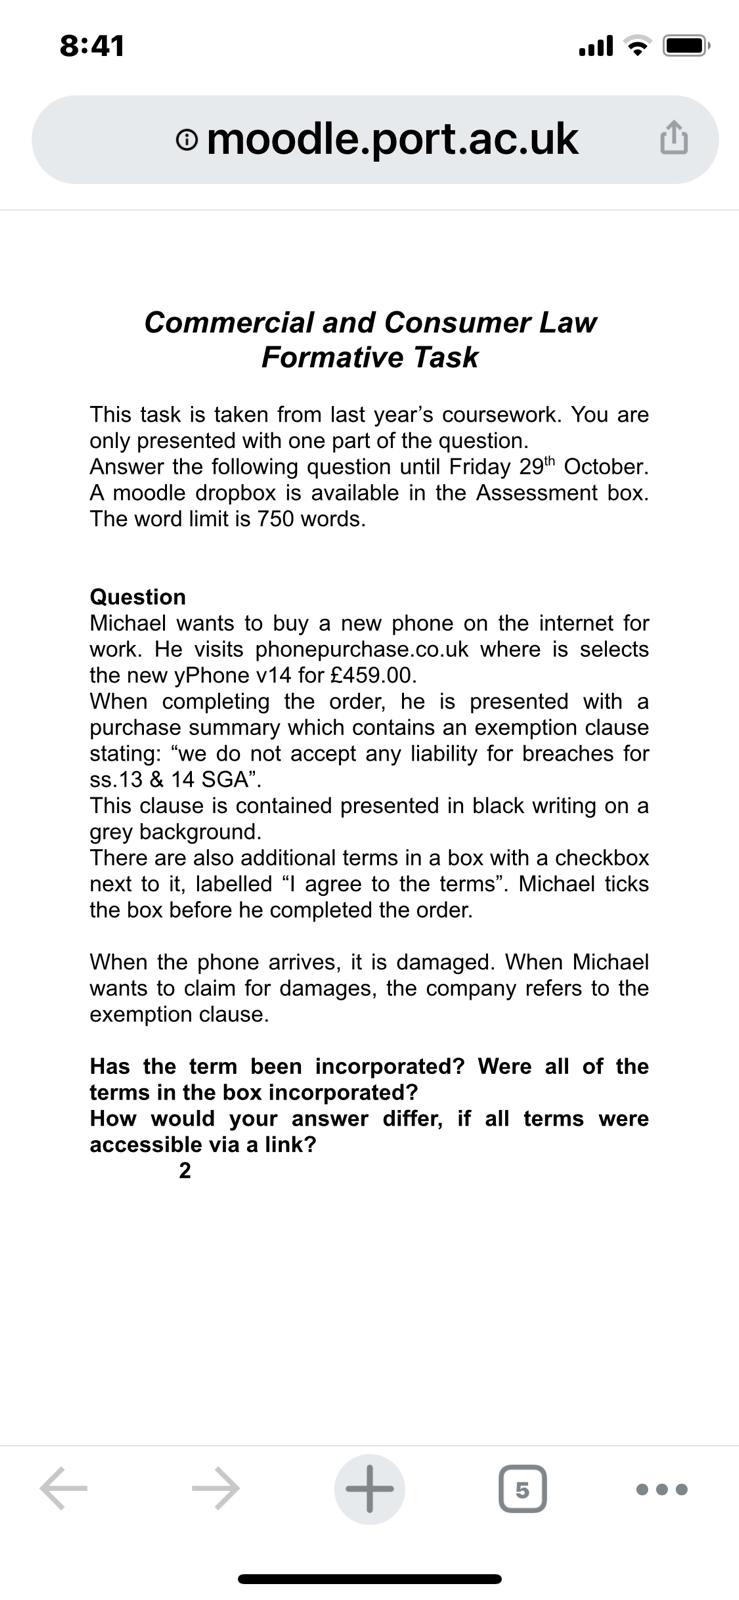 8:41
moodle.port.ac.uk
Commercial and Consumer Law
Formative Task
This task is taken from last year’s coursework. You are
only presented with one part of the question.
Answer the following question until Friday 29th October.
A moodle dropbox is available in the Assessment box.
The word limit is 750 words.
Question
Michael wants to buy a new phone on the internet for
work. He visits phonepurchase.co.uk where is selects
the new yPhone v14 for £459.00.
When completing the order, he is presented with a
purchase summary which contains an exemption clause
stating: “we do not accept any liability for breaches for
ss.13 & 14 SGA”.
This clause is contained presented in black writing on a
grey background.
There are also additional terms in a box with a checkbox
next to it, labelled “I agree to the terms”. Michael ticks
the box before he completed the order.
When the phone arrives, it is damaged. When Michael
wants to claim for damages, the company refers to the
exemption clause.
Has the term been incorporated? Were all of the
terms in the box incorporated?
How would your answer differ, if all terms were
accessible via a link?
2
5